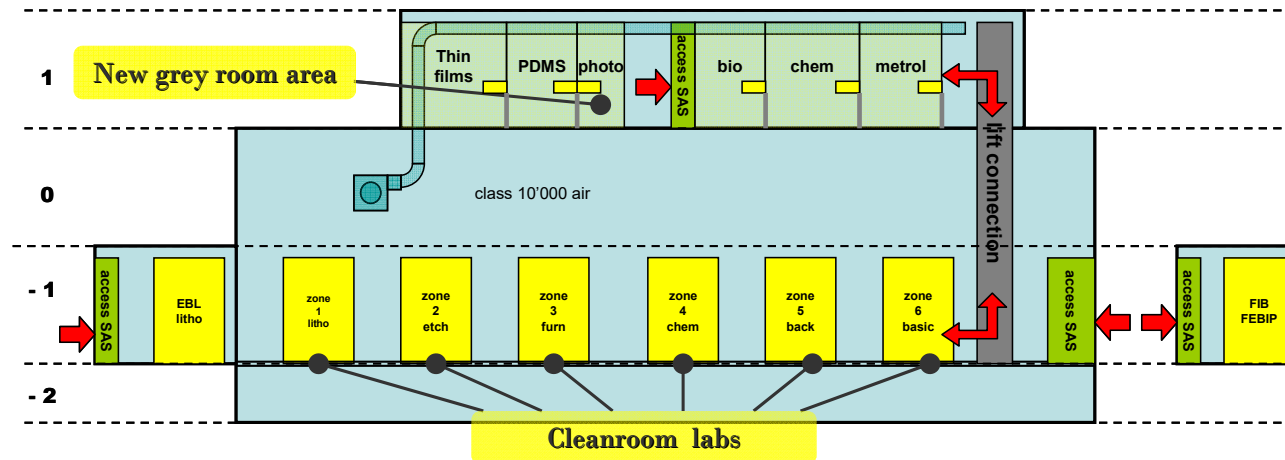 1
New grey room area
Thin
films
PDMS
photo
access SAS
bio
chem
metrol
lift connection
0
class 10’000 air
- 1
access SAS
EBL
litho
zone
1
litho
zone
2
etch
zone
3
furn
zone
4
chem
zone
5
back
zone
6
basic
access SAS
access SAS
FIB
FEBIP
- 2
Cleanroom labs